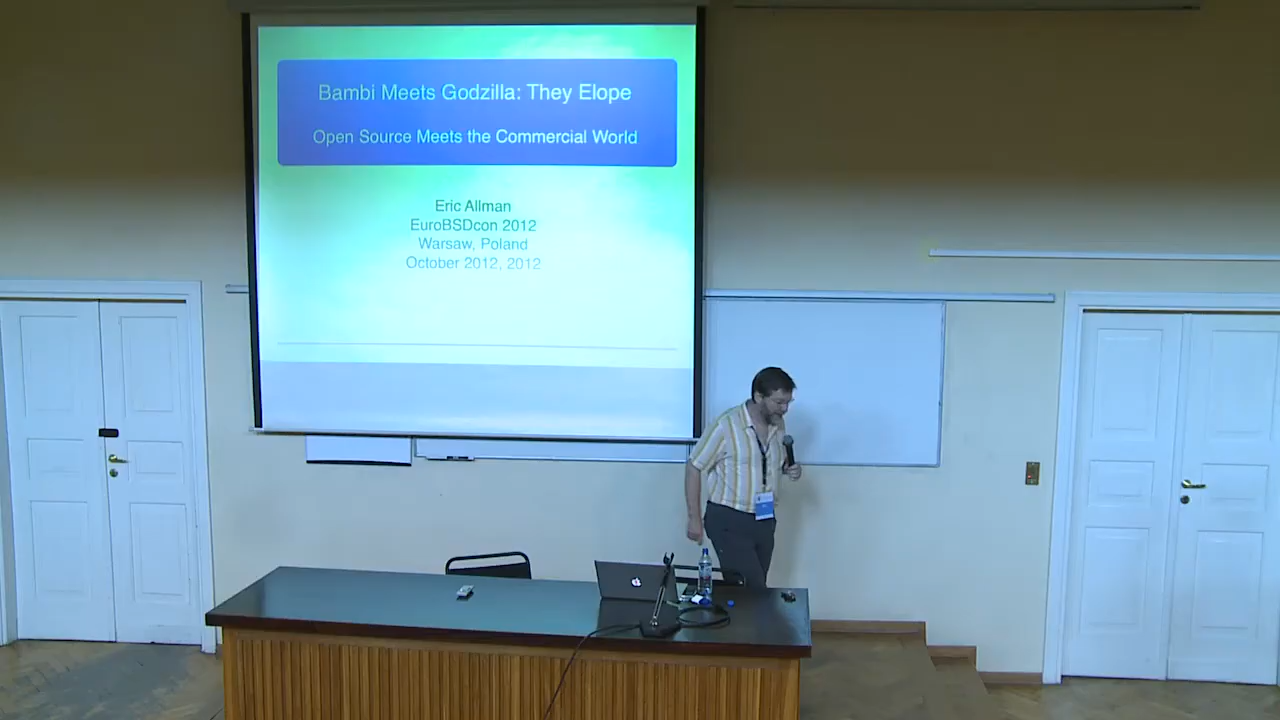 Bambi Meets Godzilla: They Elope
Open Source Meets the Commercial World
Eric Allman
EuroBSDcon 2012
Warsaw, Poland
October 2012, 2012